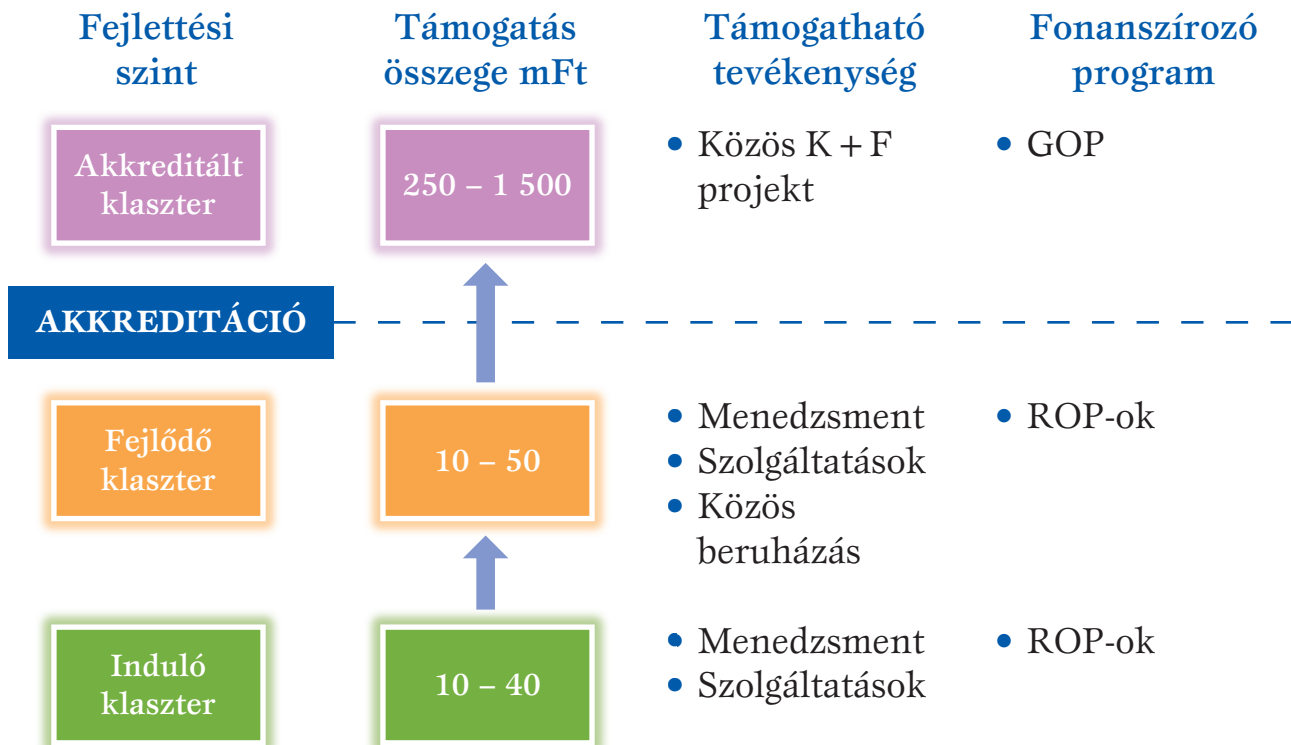 Fejlettési
szint
Támogatás
összege mFt
Támogatható
tevékenység
Fonanszírozó
program
Akkreditált
klaszter
250 – 1 500
• Közös K + F
projekt
• GOP
AKKREDITÁCIÓ
Fejlődő
klaszter
10 – 50
• Menedzsment
• Szolgáltatások
• Közös
beruházás
• ROP-ok
Induló
klaszter
10 – 40
• Menedzsment
• Szolgáltatások
• ROP-ok